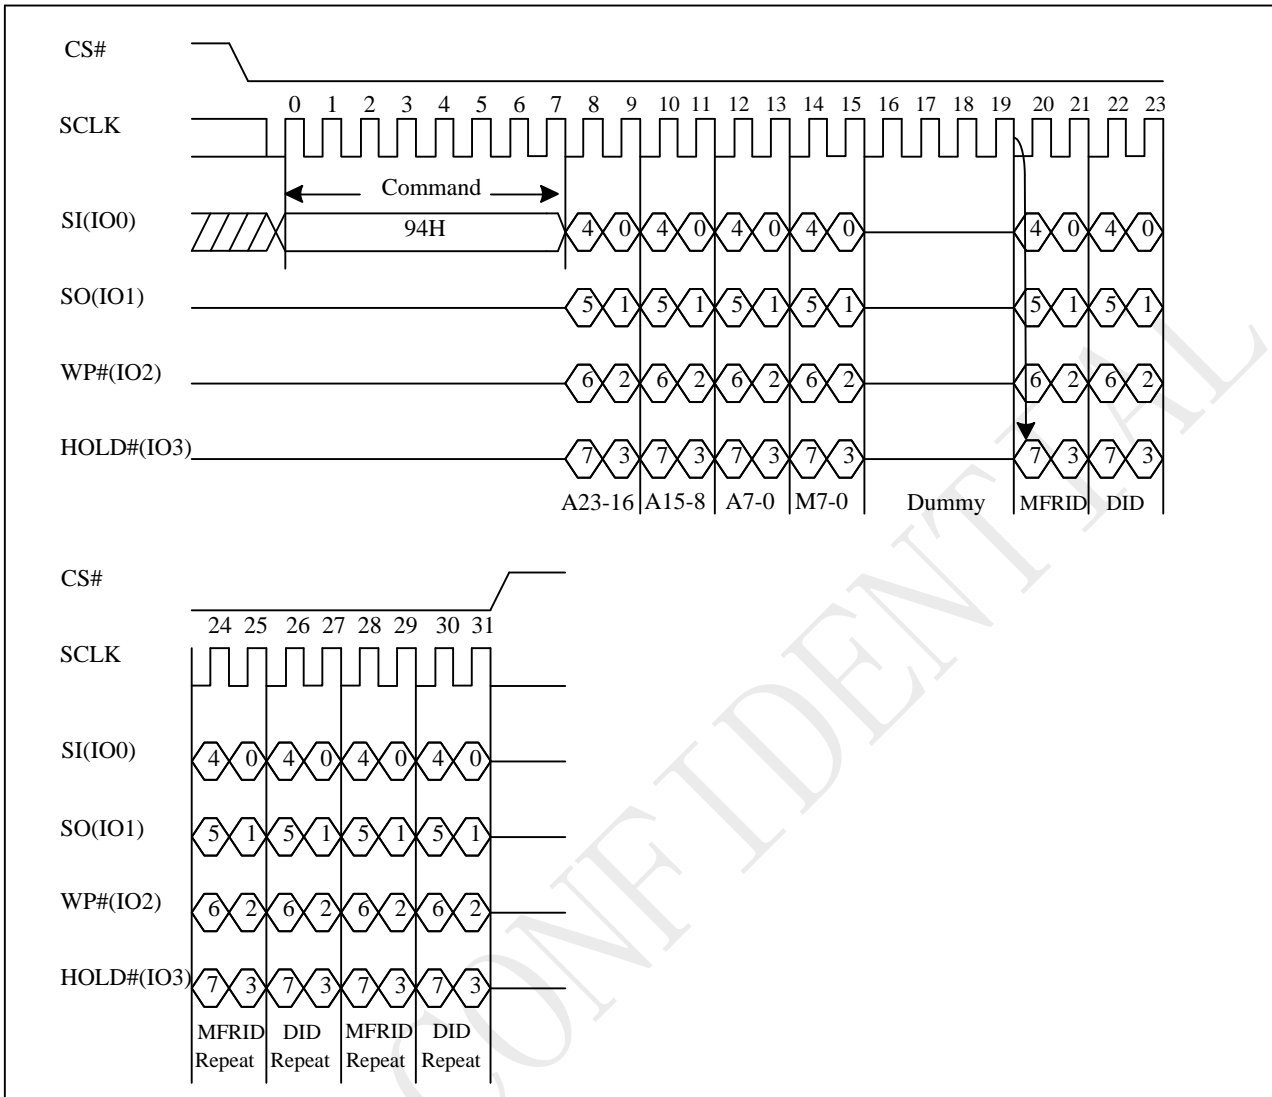 CS#
0 1 2 3 4 5 6 7 8 9 10 11 12 13 14 15 16 17 18 19 20 21 22 23
SCLK
Command
SI(IO0) 94H 4 0 4 0 4 0 4 0 4 0 4 0
SO(IO1) 5 1 5 1 5 1 5 1 5 1 5 1
WP#(IO2) 6 2 6 2 6 2 6 2 6 2 6 2
HOLD#(IO3) 7 3 7 3 7 3 7 3 7 3 7 3
A23-16 A15-8 A7-0 M7-0 Dummy MFRID DID
CS#
24 25 26 27 28 29 30 31
SCLK
SI(IO0) 4 0 4 0 4 0 4 0
SO(IO1) 5 1 5 1 5 1 5 1
WP#(IO2) 6 2 6 2 6 2 6 2
HOLD#(IO3) 7 3 7 3 7 3 7 3
MFRID DID MFRID DID
Repeat Repeat Repeat Repeat
CONFIDENTIAL